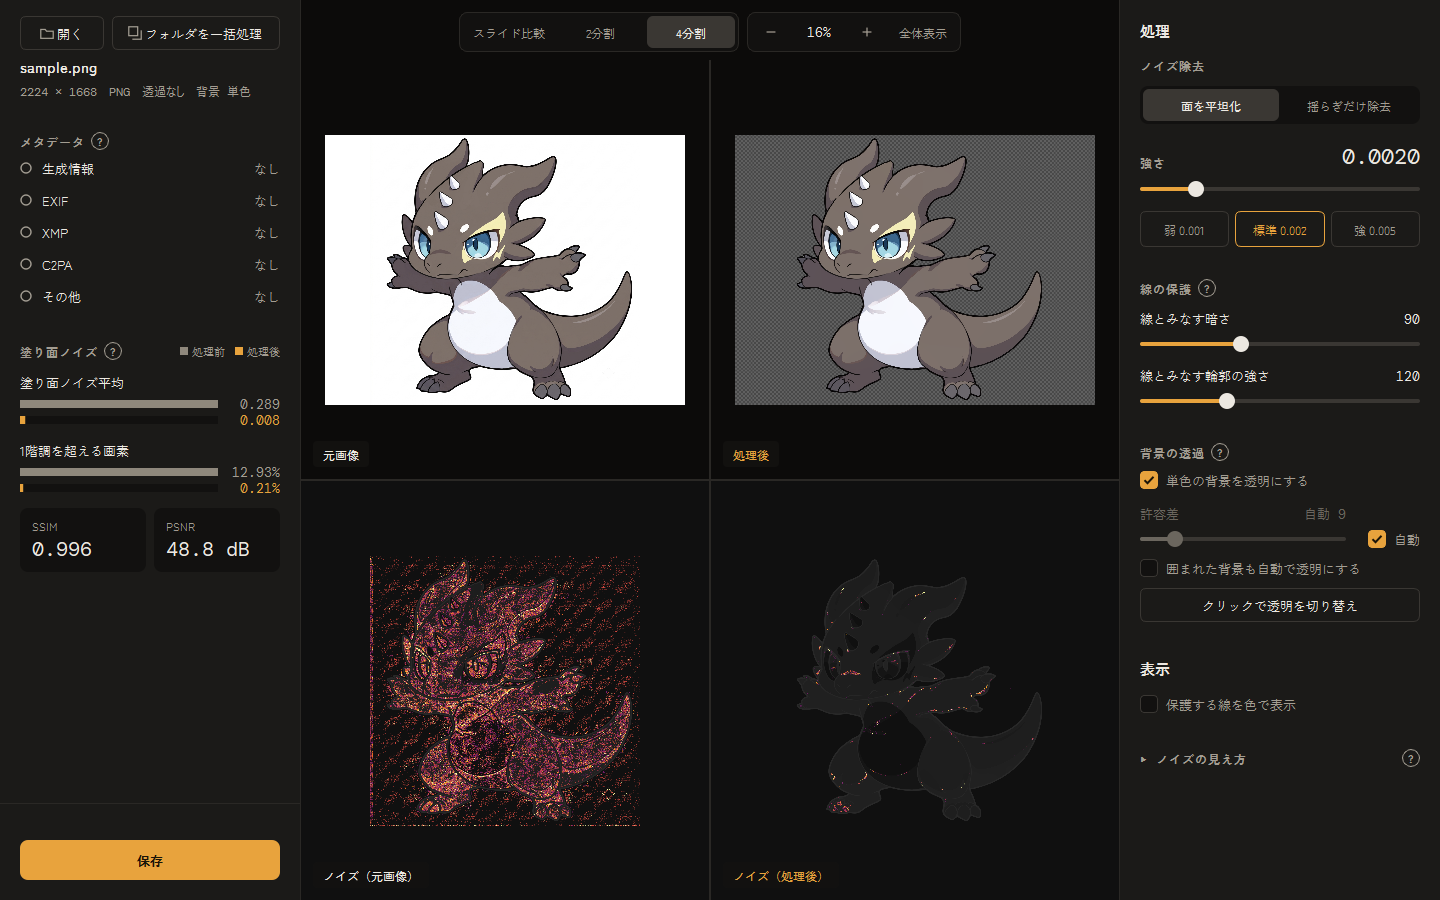 開く
フォルダを一括処理
sample.png
2224 × 1668 PNG 透過なし 背景 単色
メタデータ ?
生成情報 なし
EXIF なし
XMP なし
C2PA なし
その他 なし
塗り面ノイズ ? 処理前 処理後
塗り面ノイズ平均
0.289
0.008
1階調を超える画素
12.93%
0.21%
SSIM
0.996
PSNR
48.8 dB
保存
スライド比較 2分割 4分割
− 16% + 全体表示
元画像
処理後
ノイズ（元画像）
ノイズ（処理後）
処理
ノイズ除去
面を平坦化 揺らぎだけ除去
強さ 0.0020
弱 0.001 標準 0.002 強 0.005
線の保護 ?
線とみなす暗さ 90
線とみなす輪郭の強さ 120
背景の透過 ?
単色の背景を透明にする
許容差 自動 9
自動
囲まれた背景も自動で透明にする
クリックで透明を切り替え
表示
保護する線を色で表示
ノイズの見え方 ?